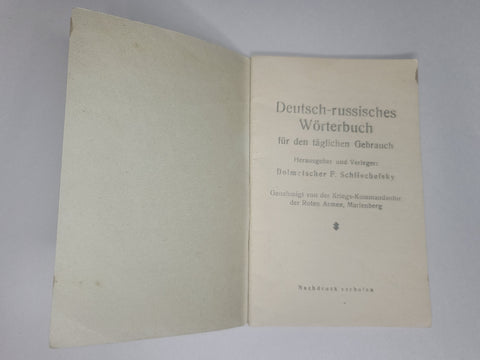 Deutsch-russisches
Wörterbuch
für den täglichen Gebrauch
Herausgeber und Verleger:
Dolmetscher F. Schlischefsky
Genehmigt von der Kriegs-Kommandantur
der Roten Armee, Marienberg
Nachdruck verboten